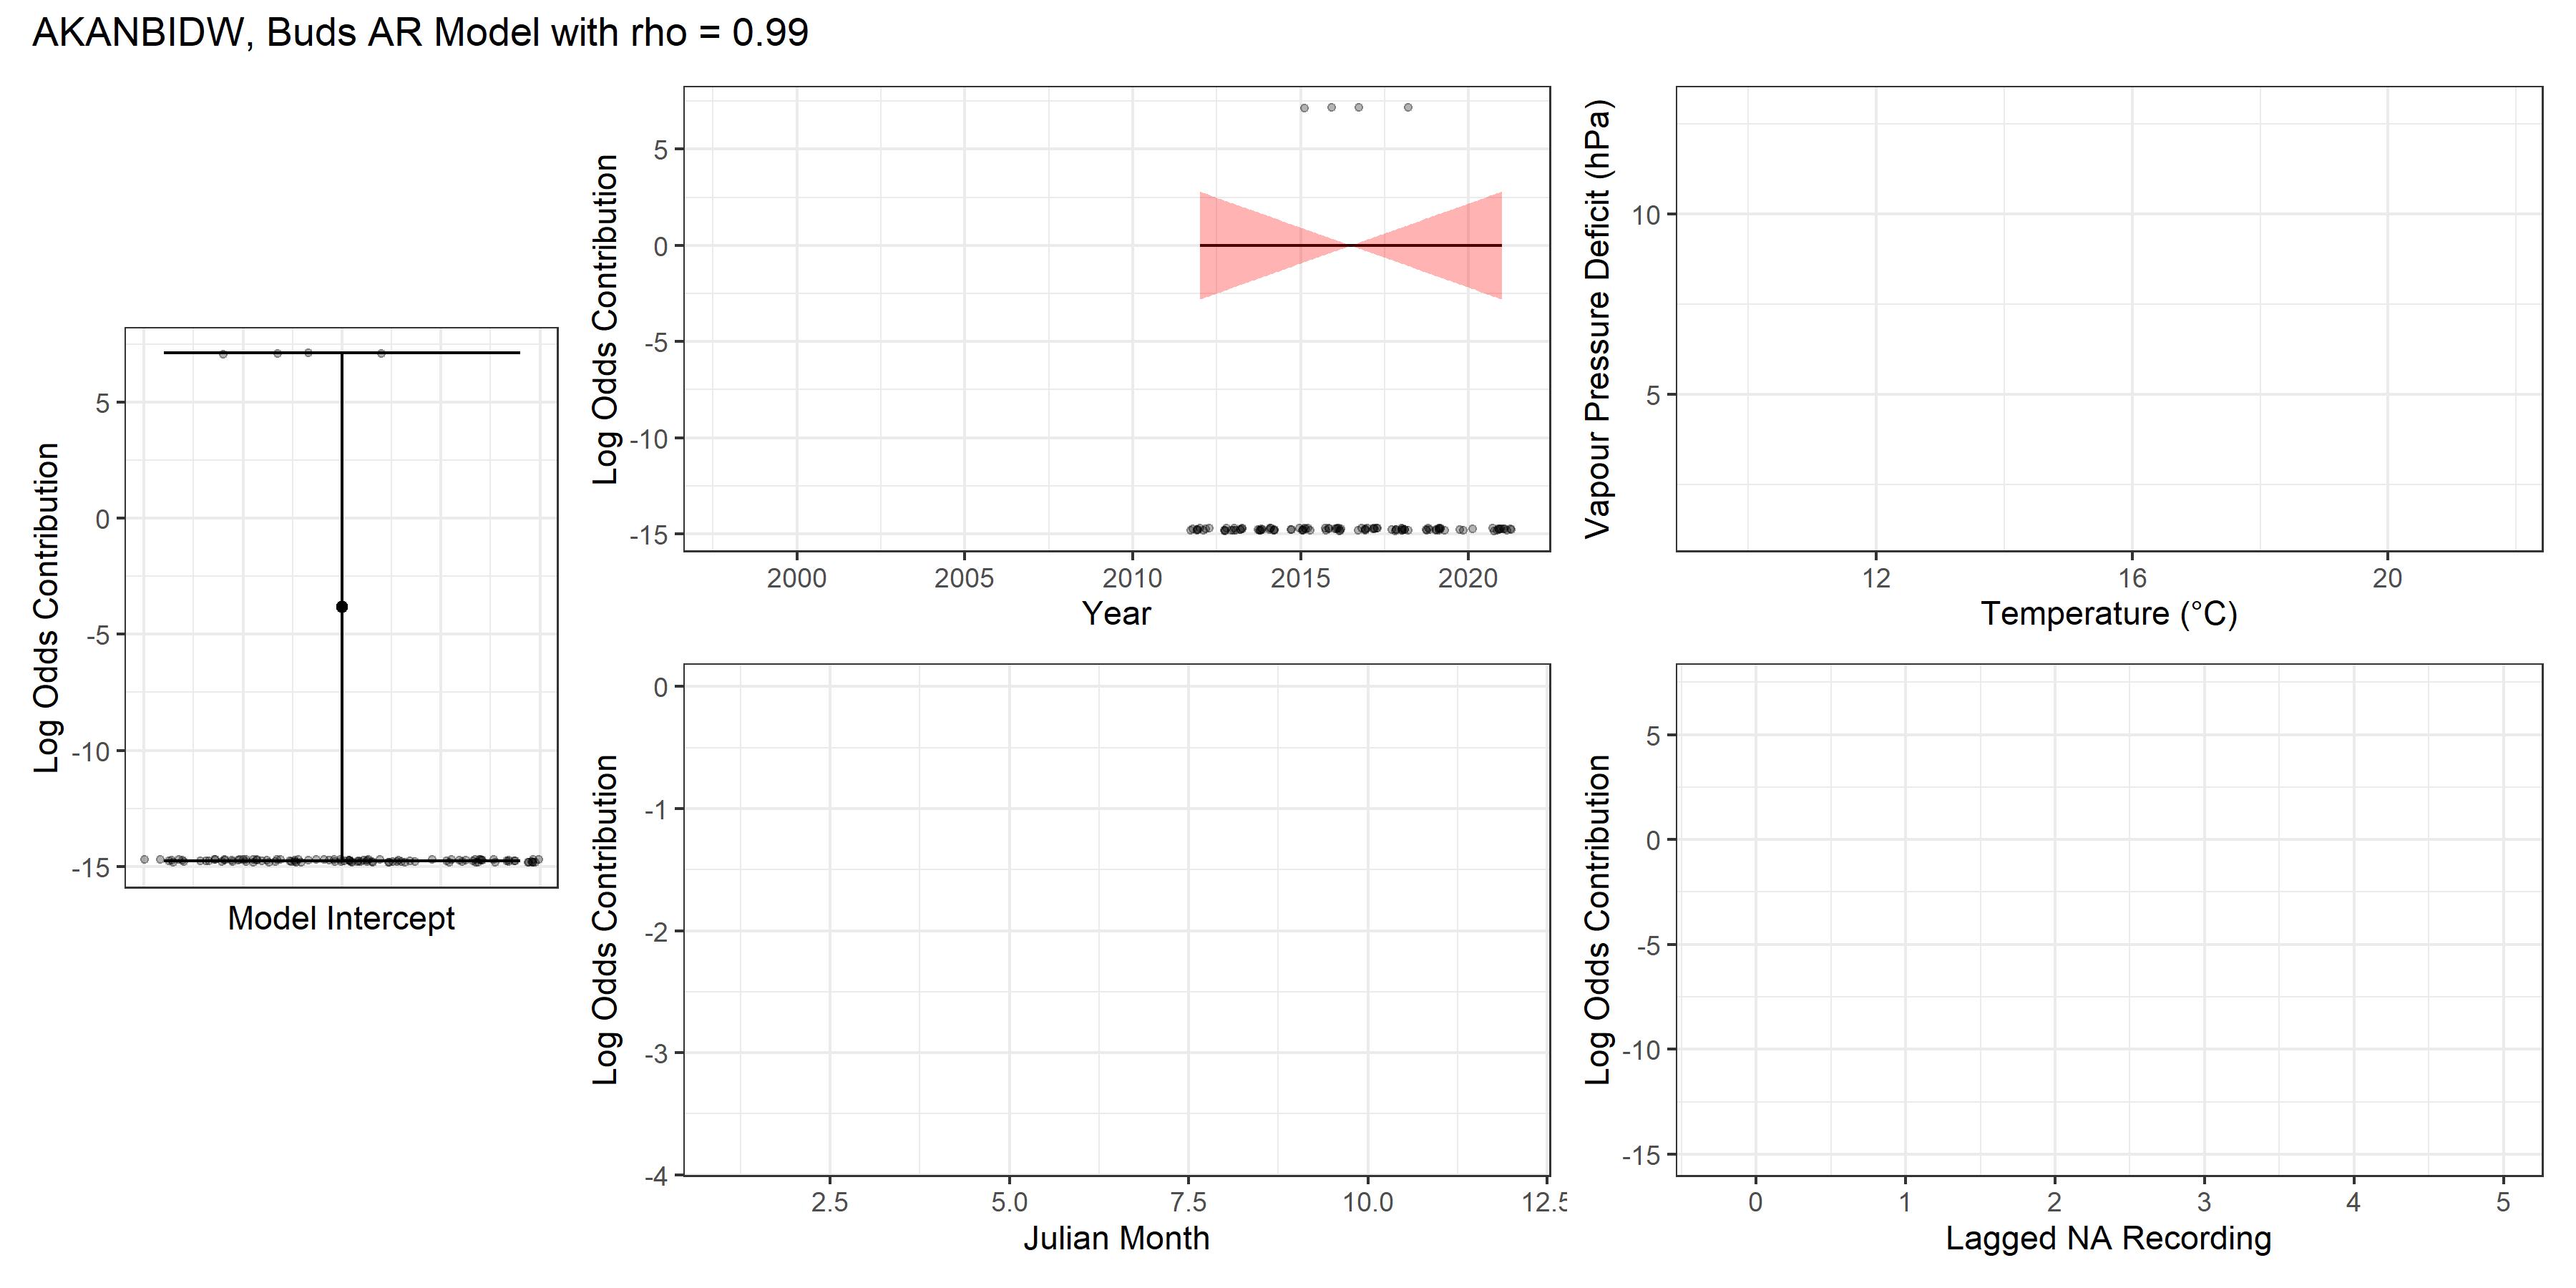 AKANBIDW, Buds AR Model with rho = 0.99
Log Odds Contribution
5
0
-5
-10
-15
Model Intercept
Log Odds Contribution
5
0
-5
-10
-15
2000 2005 2010 2015 2020
Year
Vapour Pressure Deficit (hPa)
10
5
12 16 20
Temperature (°C)
Log Odds Contribution
0
-1
-2
-3
-4
2.5 5.0 7.5 10.0 12.5
Julian Month
Log Odds Contribution
5
0
-5
-10
-15
0 1 2 3 4 5
Lagged NA Recording